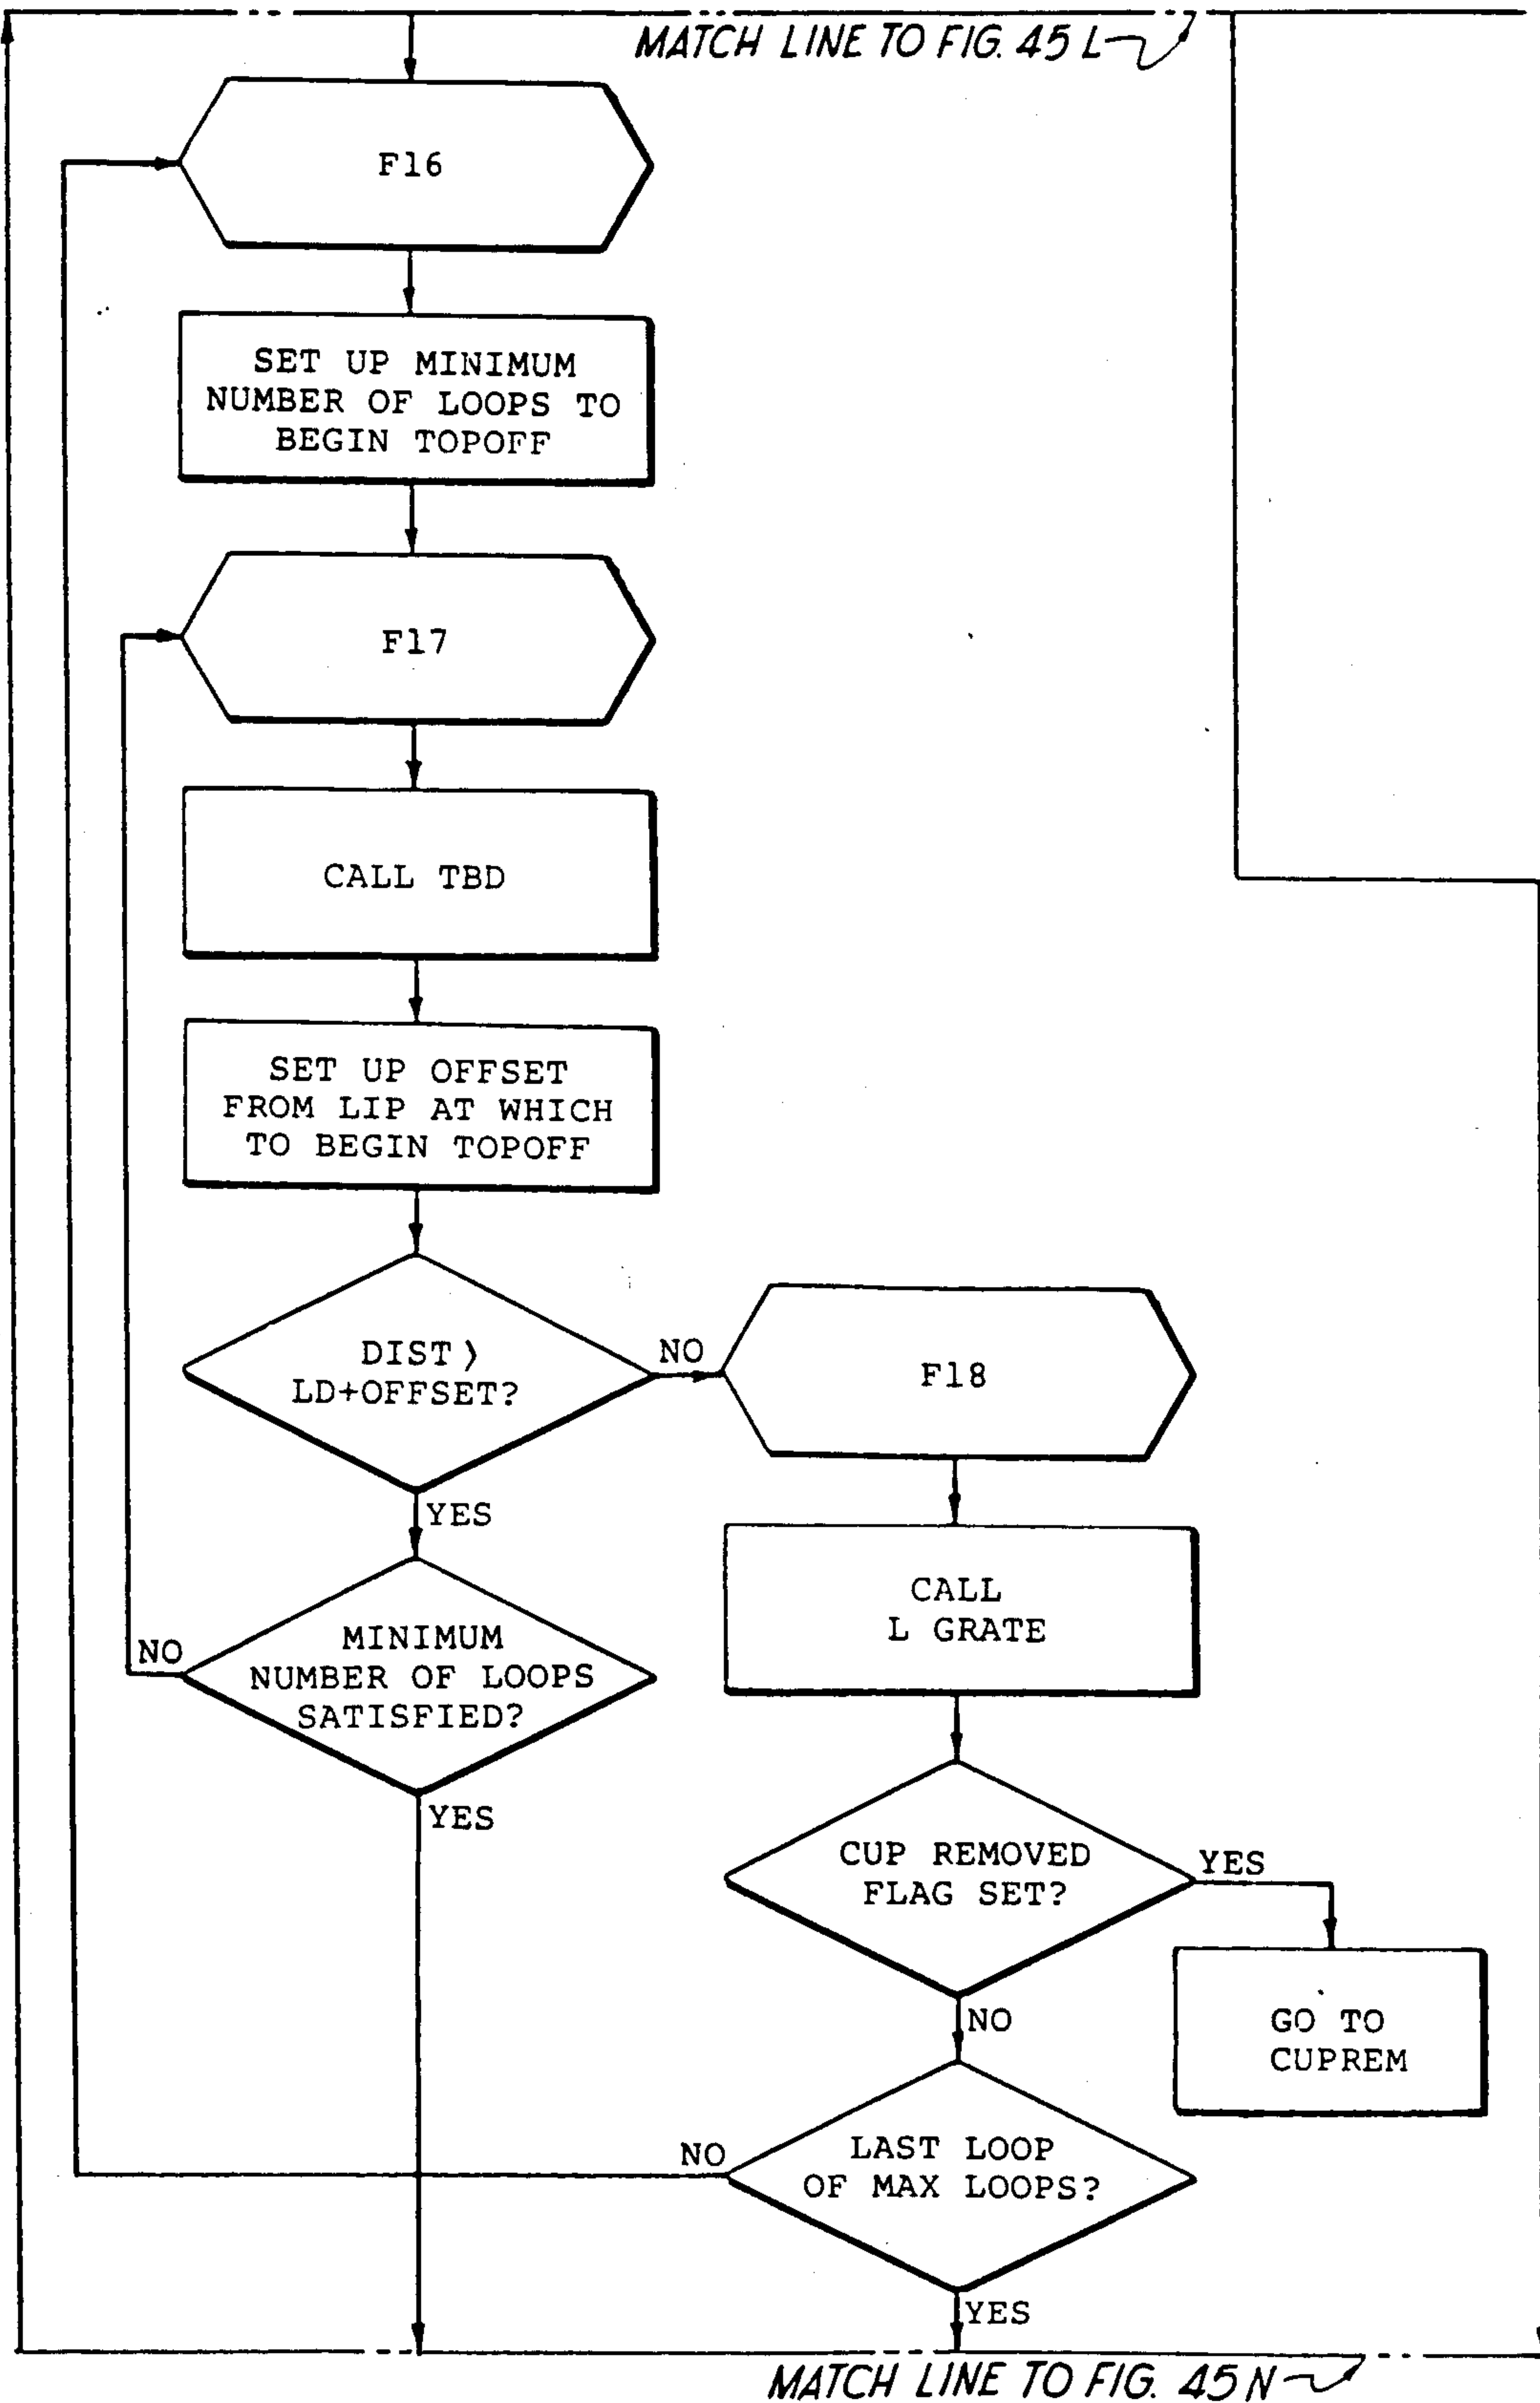 MATCH LINE TO FIG. 45 L
F16
SET UP MINIMUM
NUMBER OF LOOPS TO
BEGIN TOPOFF
F17
CALL TBD
SET UP OFFSET
FROM LIP AT WHICH
TO BEGIN TOPOFF
DIST >
LD+OFFSET?
NO
F18
YES
CALL
L GRATE
MINIMUM
NUMBER OF LOOPS
SATISFIED?
NO
YES
CUP REMOVED
FLAG SET?
YES
GO TO
CUPREM
NO
LAST LOOP
OF MAX LOOPS?
NO
YES
MATCH LINE TO FIG. 45 N